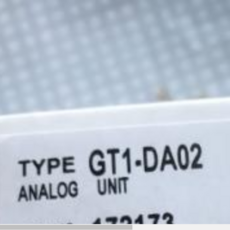 TYPE GT1-DA02
ANALOG UNIT